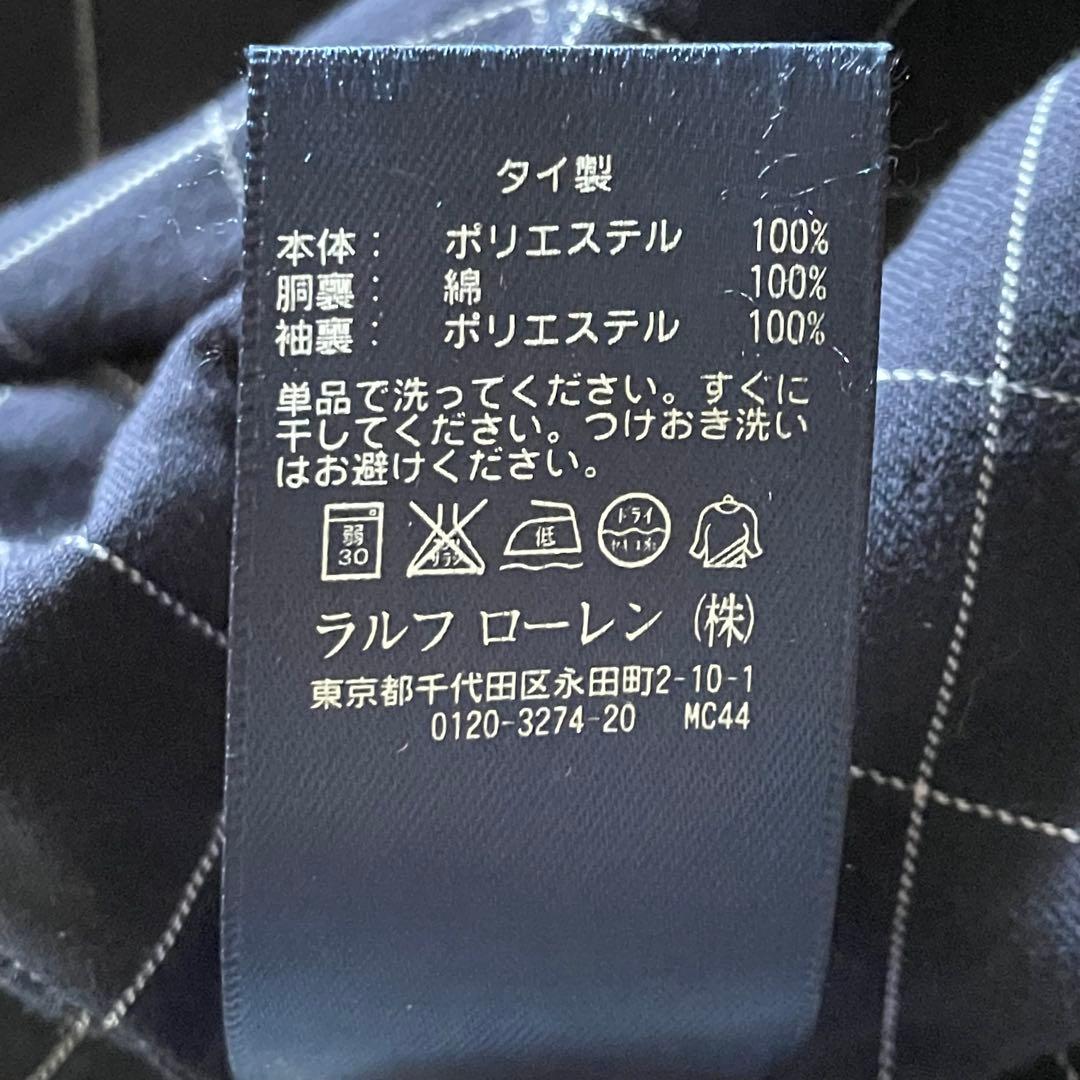 タイ製
本体： ポリエステル 100%
胴裏： 綿 100%
袖裏： ポリエステル 100%
単品で洗ってください。すぐに
干してください。つけおき洗い
はお避けください。
弱
30
低
ドライ
ラルフ ローレン (株)
東京都千代田区永田町2-10-1
0120-3274-20 MC44